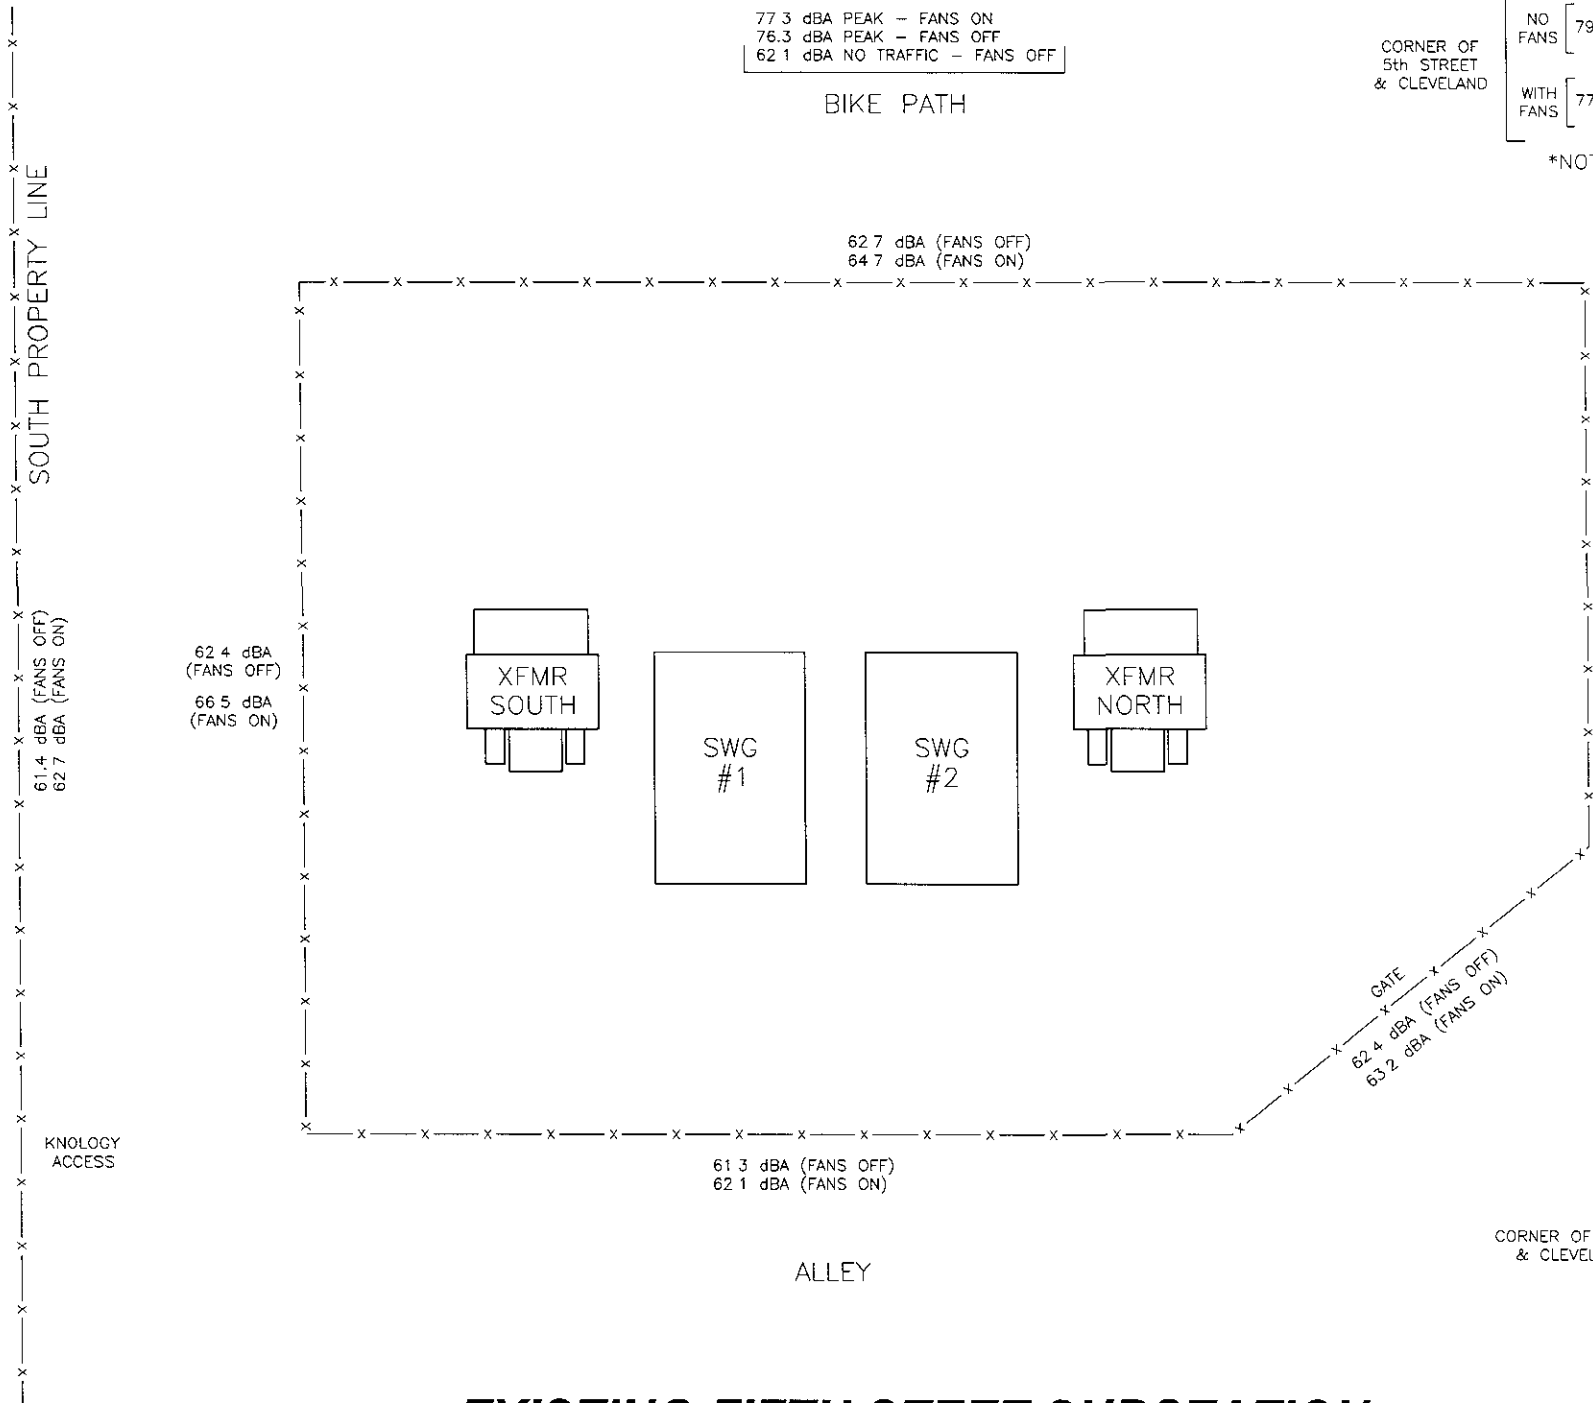 77 3 dBA PEAK - FANS ON
76.3 dBA PEAK - FANS OFF
62 1 dBA NO TRAFFIC - FANS OFF
BIKE PATH
CORNER OF
5th STREET
& CLEVELAND
NO
FANS
79
WITH
FANS
77
SOUTH PROPERTY LINE
62 7 dBA (FANS OFF)
64 7 dBA (FANS ON)
61.4 dBA (FANS OFF)
62 7 dBA (FANS ON)
62 4 dBA
(FANS OFF)
66 5 dBA
(FANS ON)
XFMR
SOUTH
SWG
#1
SWG
#2
XFMR
NORTH
GATE
62 4 dBA (FANS OFF)
63 2 dBA (FANS ON)
KNOLOGY
ACCESS
61 3 dBA (FANS OFF)
62 1 dBA (FANS ON)
ALLEY
CORNER OF
&